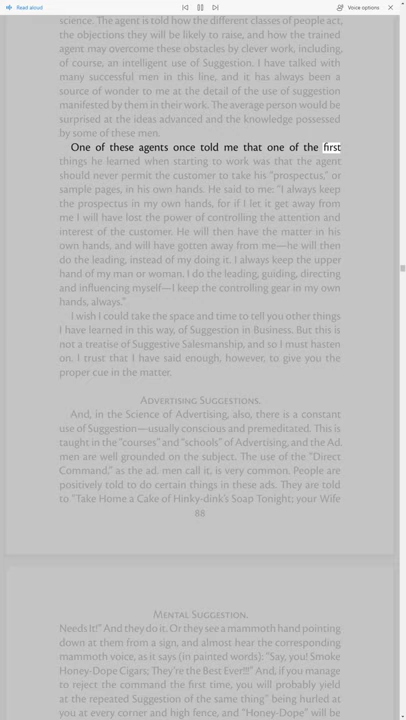 Read aloud
Voice options
science. The agent is told how the different classes of people act,
the objections they will be likely to raise, and how the trained
agent may overcome these obstacles by clever work, including,
of course, an intelligent use of Suggestion. I have talked with
many successful men in this line, and it has always been a
source of wonder to me at the detail of the use of suggestion
manifested by them in their work. The average person would be
surprised at the ideas advanced and the knowledge possessed
by some of these men.
One of these agents once told me that one of the first
things he learned when starting to work was that the agent
should never permit the customer to take his "prospectus," or
sample pages, in his own hands. He said to me: "I always keep
the prospectus in my own hands, for if I let it get away from
me I will have lost the power of controlling the attention and
interest of the customer. He will then have the matter in his
own hands, and will have gotten away from me—he will then
do the leading, instead of my doing it. I always keep the upper
hand of my man or woman. I do the leading, guiding, directing
and influencing myself—I keep the controlling gear in my own
hands, always."
I wish I could take the space and time to tell you other things
I have learned in this way, of Suggestion in Business. But this is
not a treatise of Suggestive Salesmanship, and so I must hasten
on. I trust that I have said enough, however, to give you the
proper cue in the matter.
Advertising Suggestions.
And, in the Science of Advertising, also, there is a constant
use of Suggestion—usually conscious and premeditated. This is
taught in the "courses" and "schools" of Advertising, and the Ad.
men are well grounded on the subject. The use of the "Direct
Command," as the ad. men call it, is very common. People are
positively told to do certain things in these ads. They are told
to "Take Home a Cake of Hinky-dink's Soap Tonight; your Wife
88
Mental Suggestion.
Needs It!" And they do it. Or they see a mammoth hand pointing
down at them from a sign, and almost hear the corresponding
mammoth voice, as it says (in painted words): "Say, you! Smoke
Honey-Dope Cigars; They're the Best Ever!!!" And, if you manage
to reject the command the first time, you will probably yield
at the repeated Suggestion of the same thing" being hurled at
you at every corner and high fence, and "Honey-Dope" will be